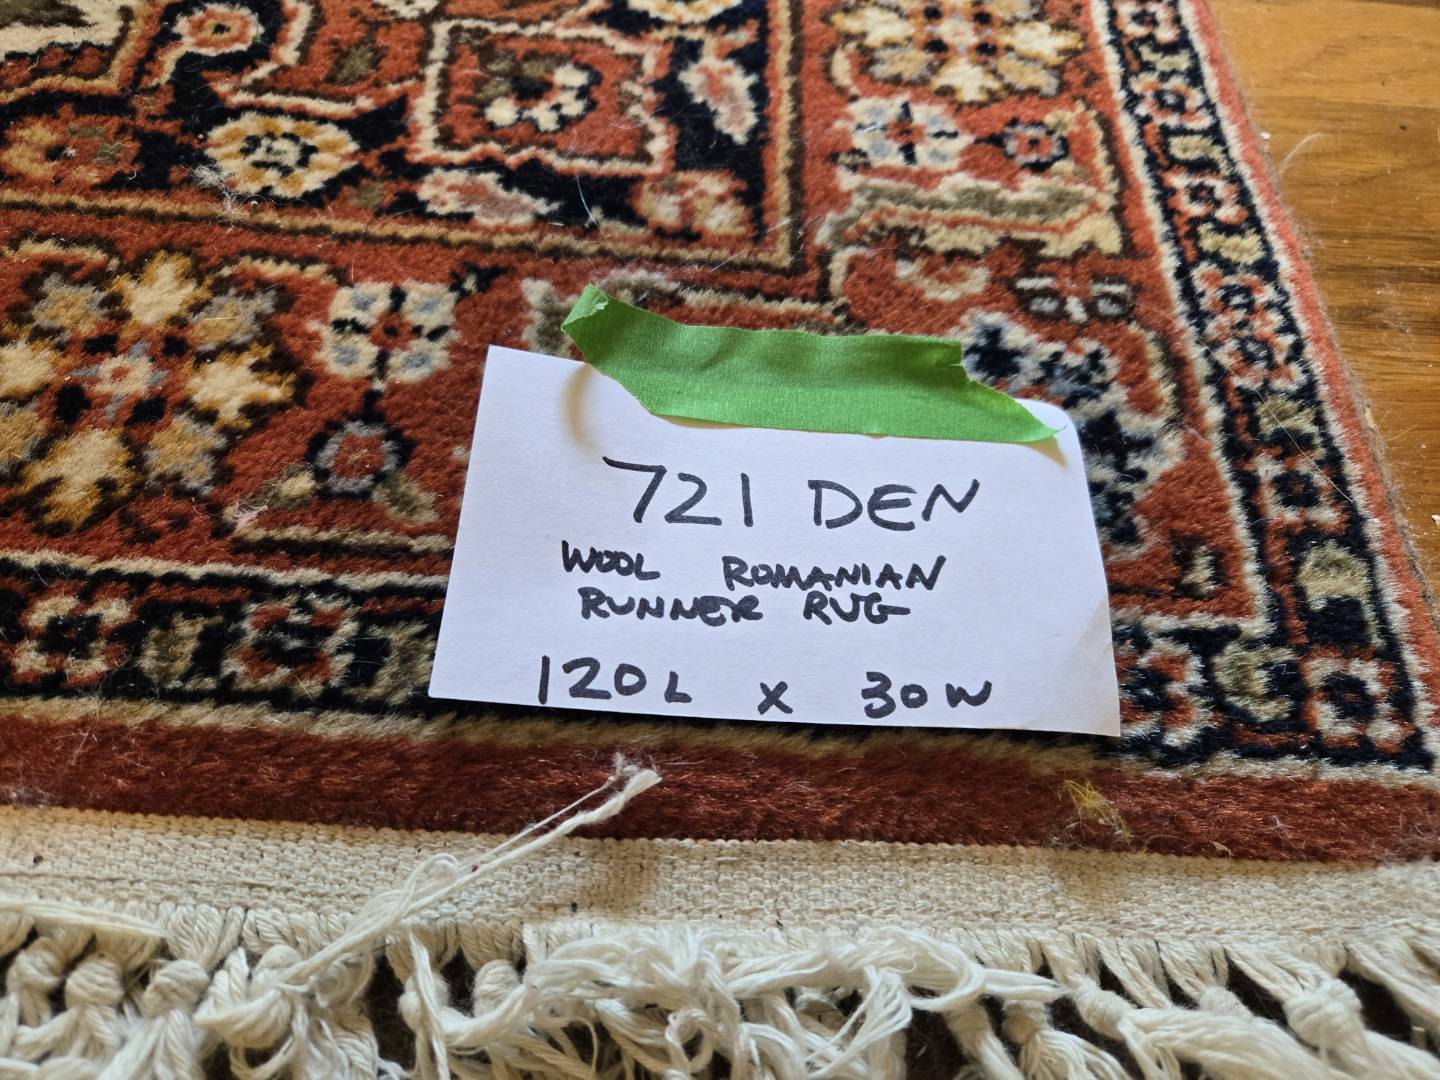 721 DEN
WOOL ROMANIAN
RUNNER RUG
120L x 30W